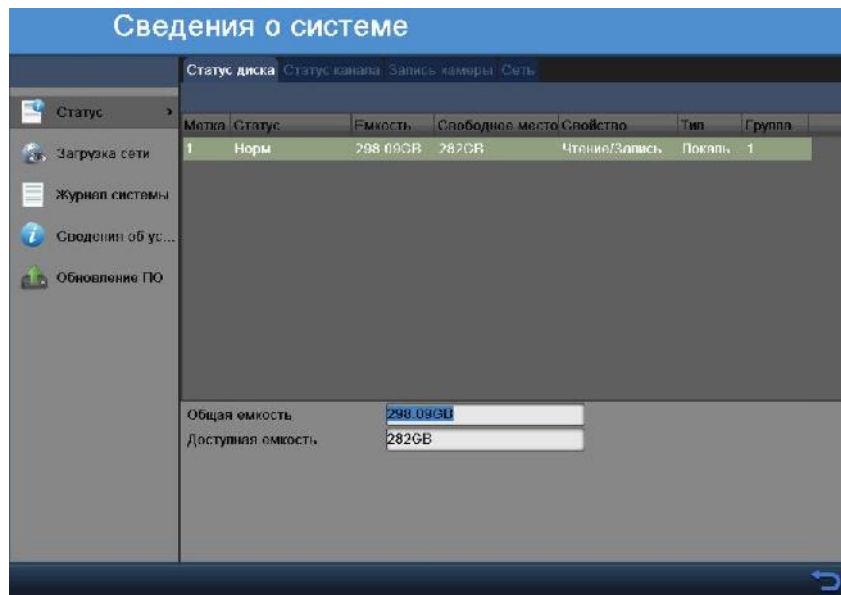 Сведения о системе
Статус диска Статус канала Запись камеры Сеть
Статус
Загрузка сети
Журнал системы
Сведения об ус...
Обновление ПО
Метка Статус Емкость Свободное место Свойство Тип Группа
1 Норм 298.09GB 282GB Чтение/Запись Локаль 1
Общая емкость 298.09GB
Доступная емкость 282GB